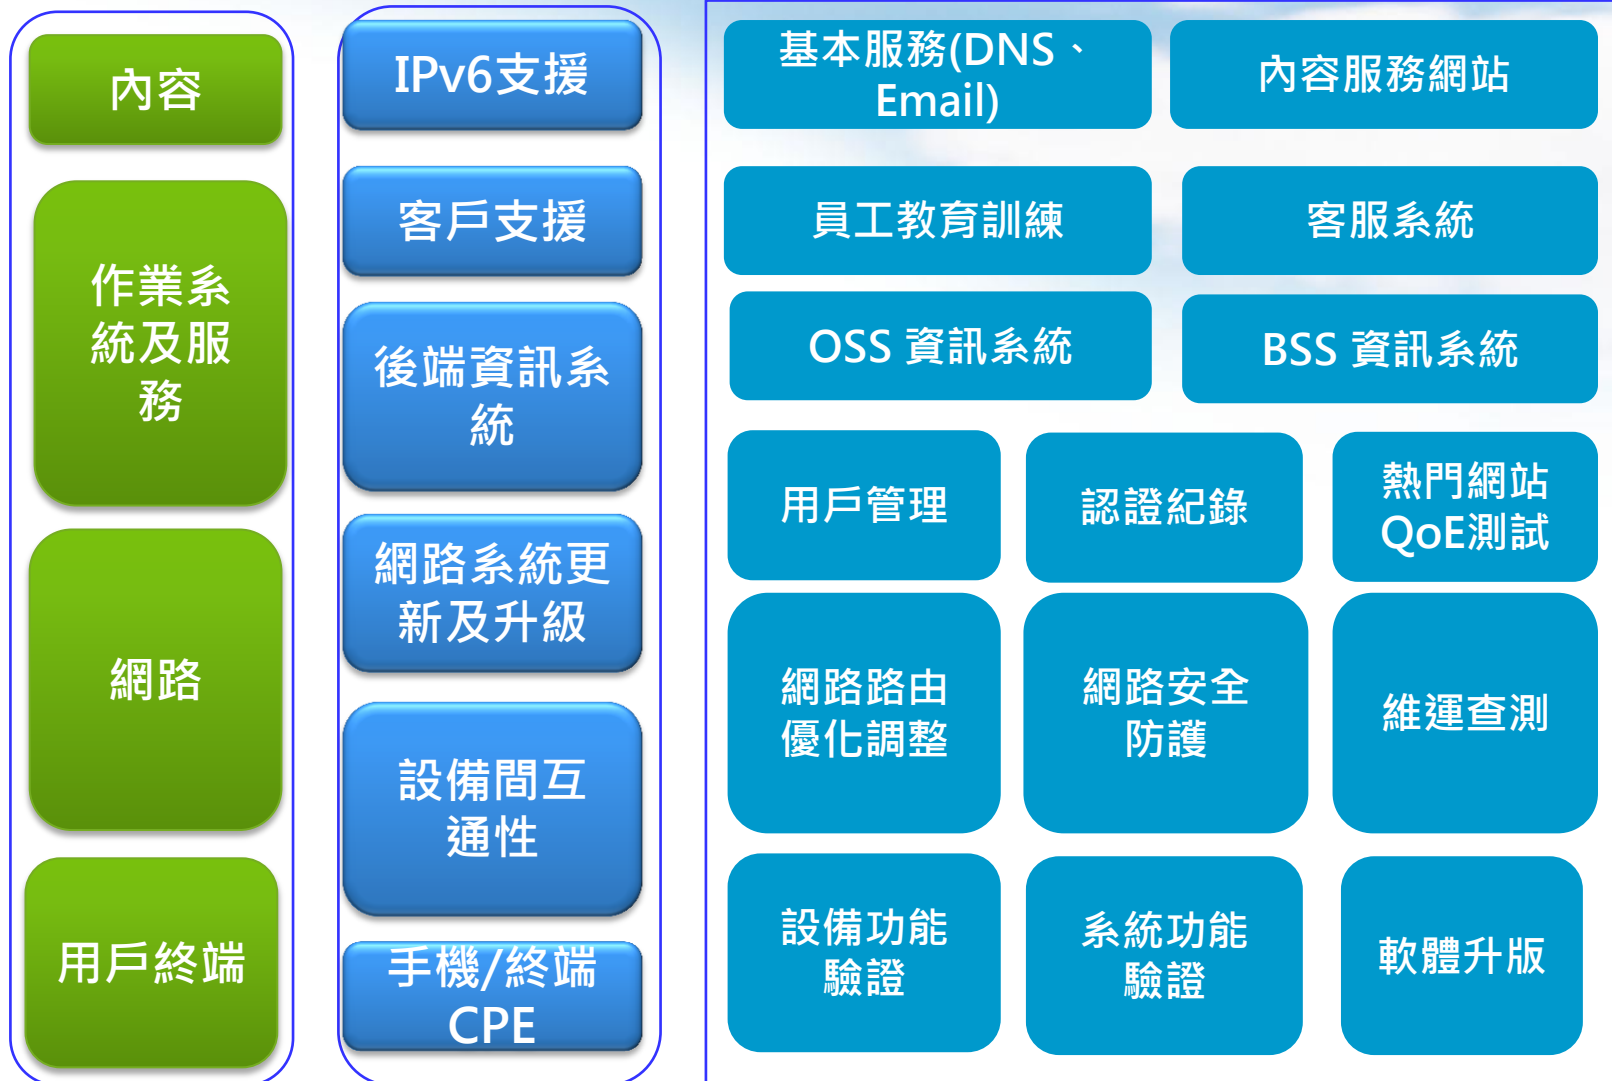 內容
作業系
統及服
務
網路
用戶終端
IPv6支援
客戶支援
後端資訊系
統
網路系統更
新及升級
設備間互
通性
手機/終端
CPE
基本服務(DNS、
Email)
內容服務網站
員工教育訓練
客服系統
OSS 資訊系統
BSS 資訊系統
用戶管理
認證紀錄
熱門網站
QoE測試
網路路由
優化調整
網路安全
防護
維運查測
設備功能
驗證
系統功能
驗證
軟體升版